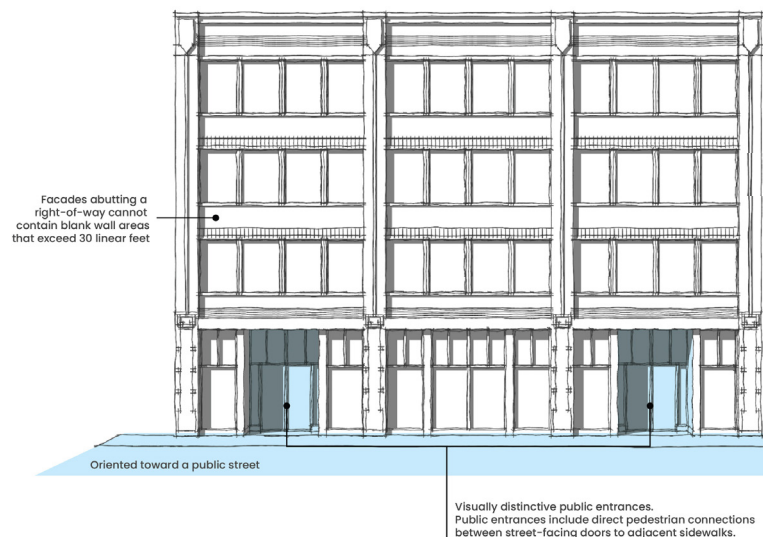 Facades abutting a
right-of-way cannot
contain blank wall areas
that exceed 30 linear feet
Oriented toward a public street
Visually distinctive public entrances.
Public entrances include direct pedestrian connections
between street-facing doors to adjacent sidewalks.